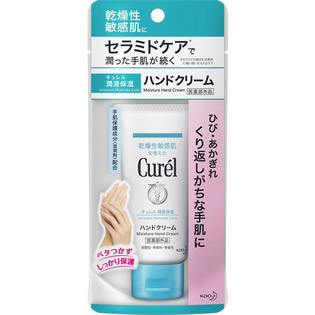 乾燥性
敏感肌に
セラミドケア*で
潤った手肌が続く
キュレル
潤浸保湿
Intensive Moisture Care
ハンドクリーム
Moisture Hand Cream
医薬部外品
手肌保護成分
配合
ひび・あかぎれ
くり返しがちな手肌に
乾燥性敏感肌
を考えた
Curél
キュレル 潤浸保湿
Intensive Moisture Care
ハンドクリーム
Moisture Hand Cream
医薬部外品
ベタつかず
しっかり保護
kao